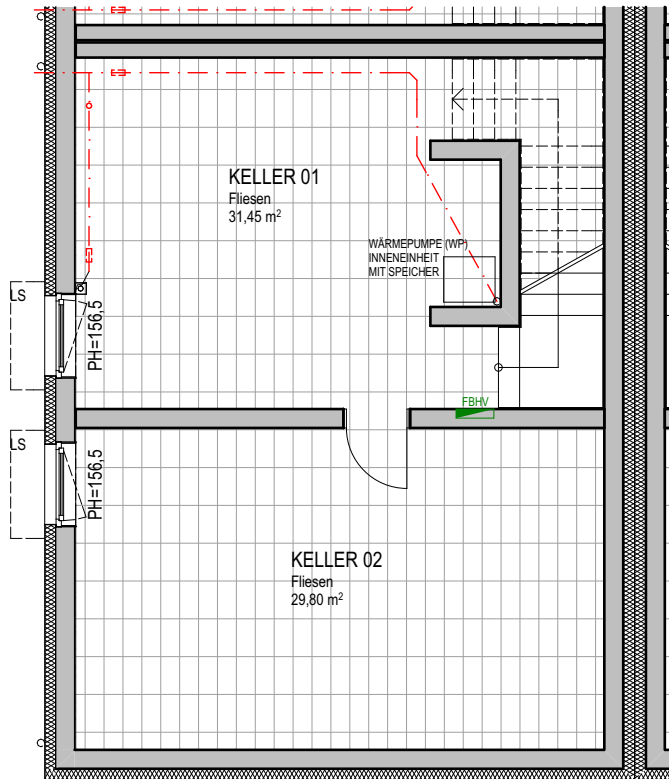 KELLER 01
Fliesen
31,45 m²
WÄRMEPUMPE (WP)
INNENEINHEIT
MIT SPEICHER
LS
PH=156,5
FBHV
LS
PH=156,5
KELLER 02
Fliesen
29,80 m²